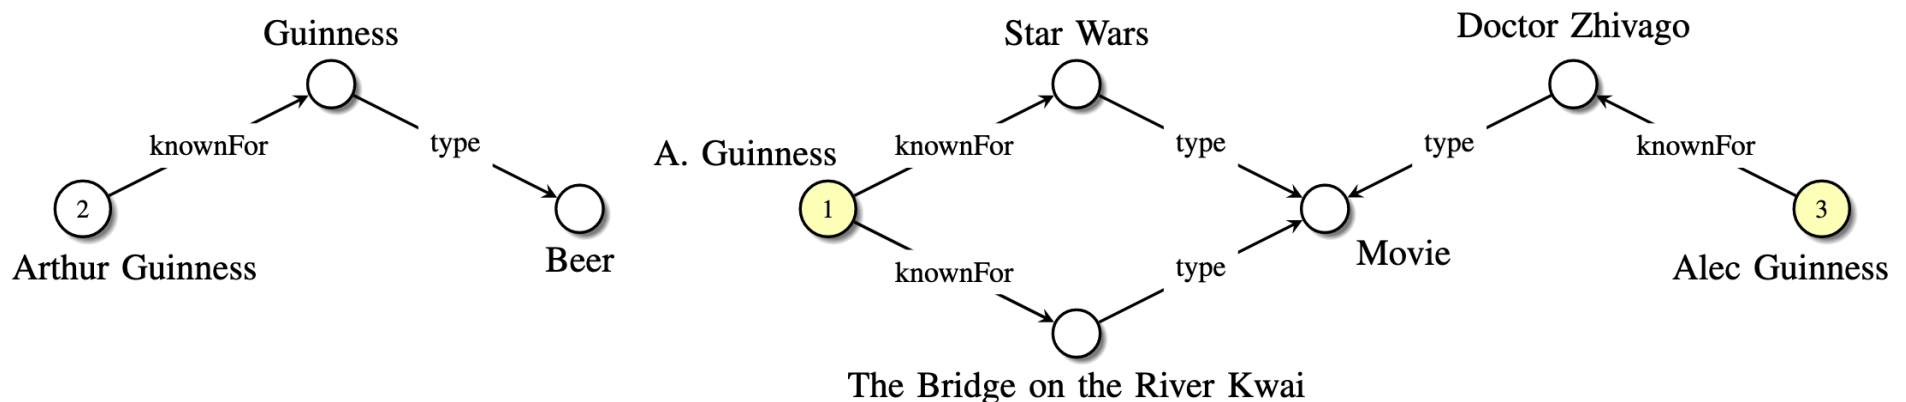 Guinness
Star Wars
Doctor Zhivago
knownFor
type
A. Guinness
knownFor
type
type
knownFor
2
1
3
Arthur Guinness
Beer
knownFor
type
Movie
Alec Guinness
The Bridge on the River Kwai